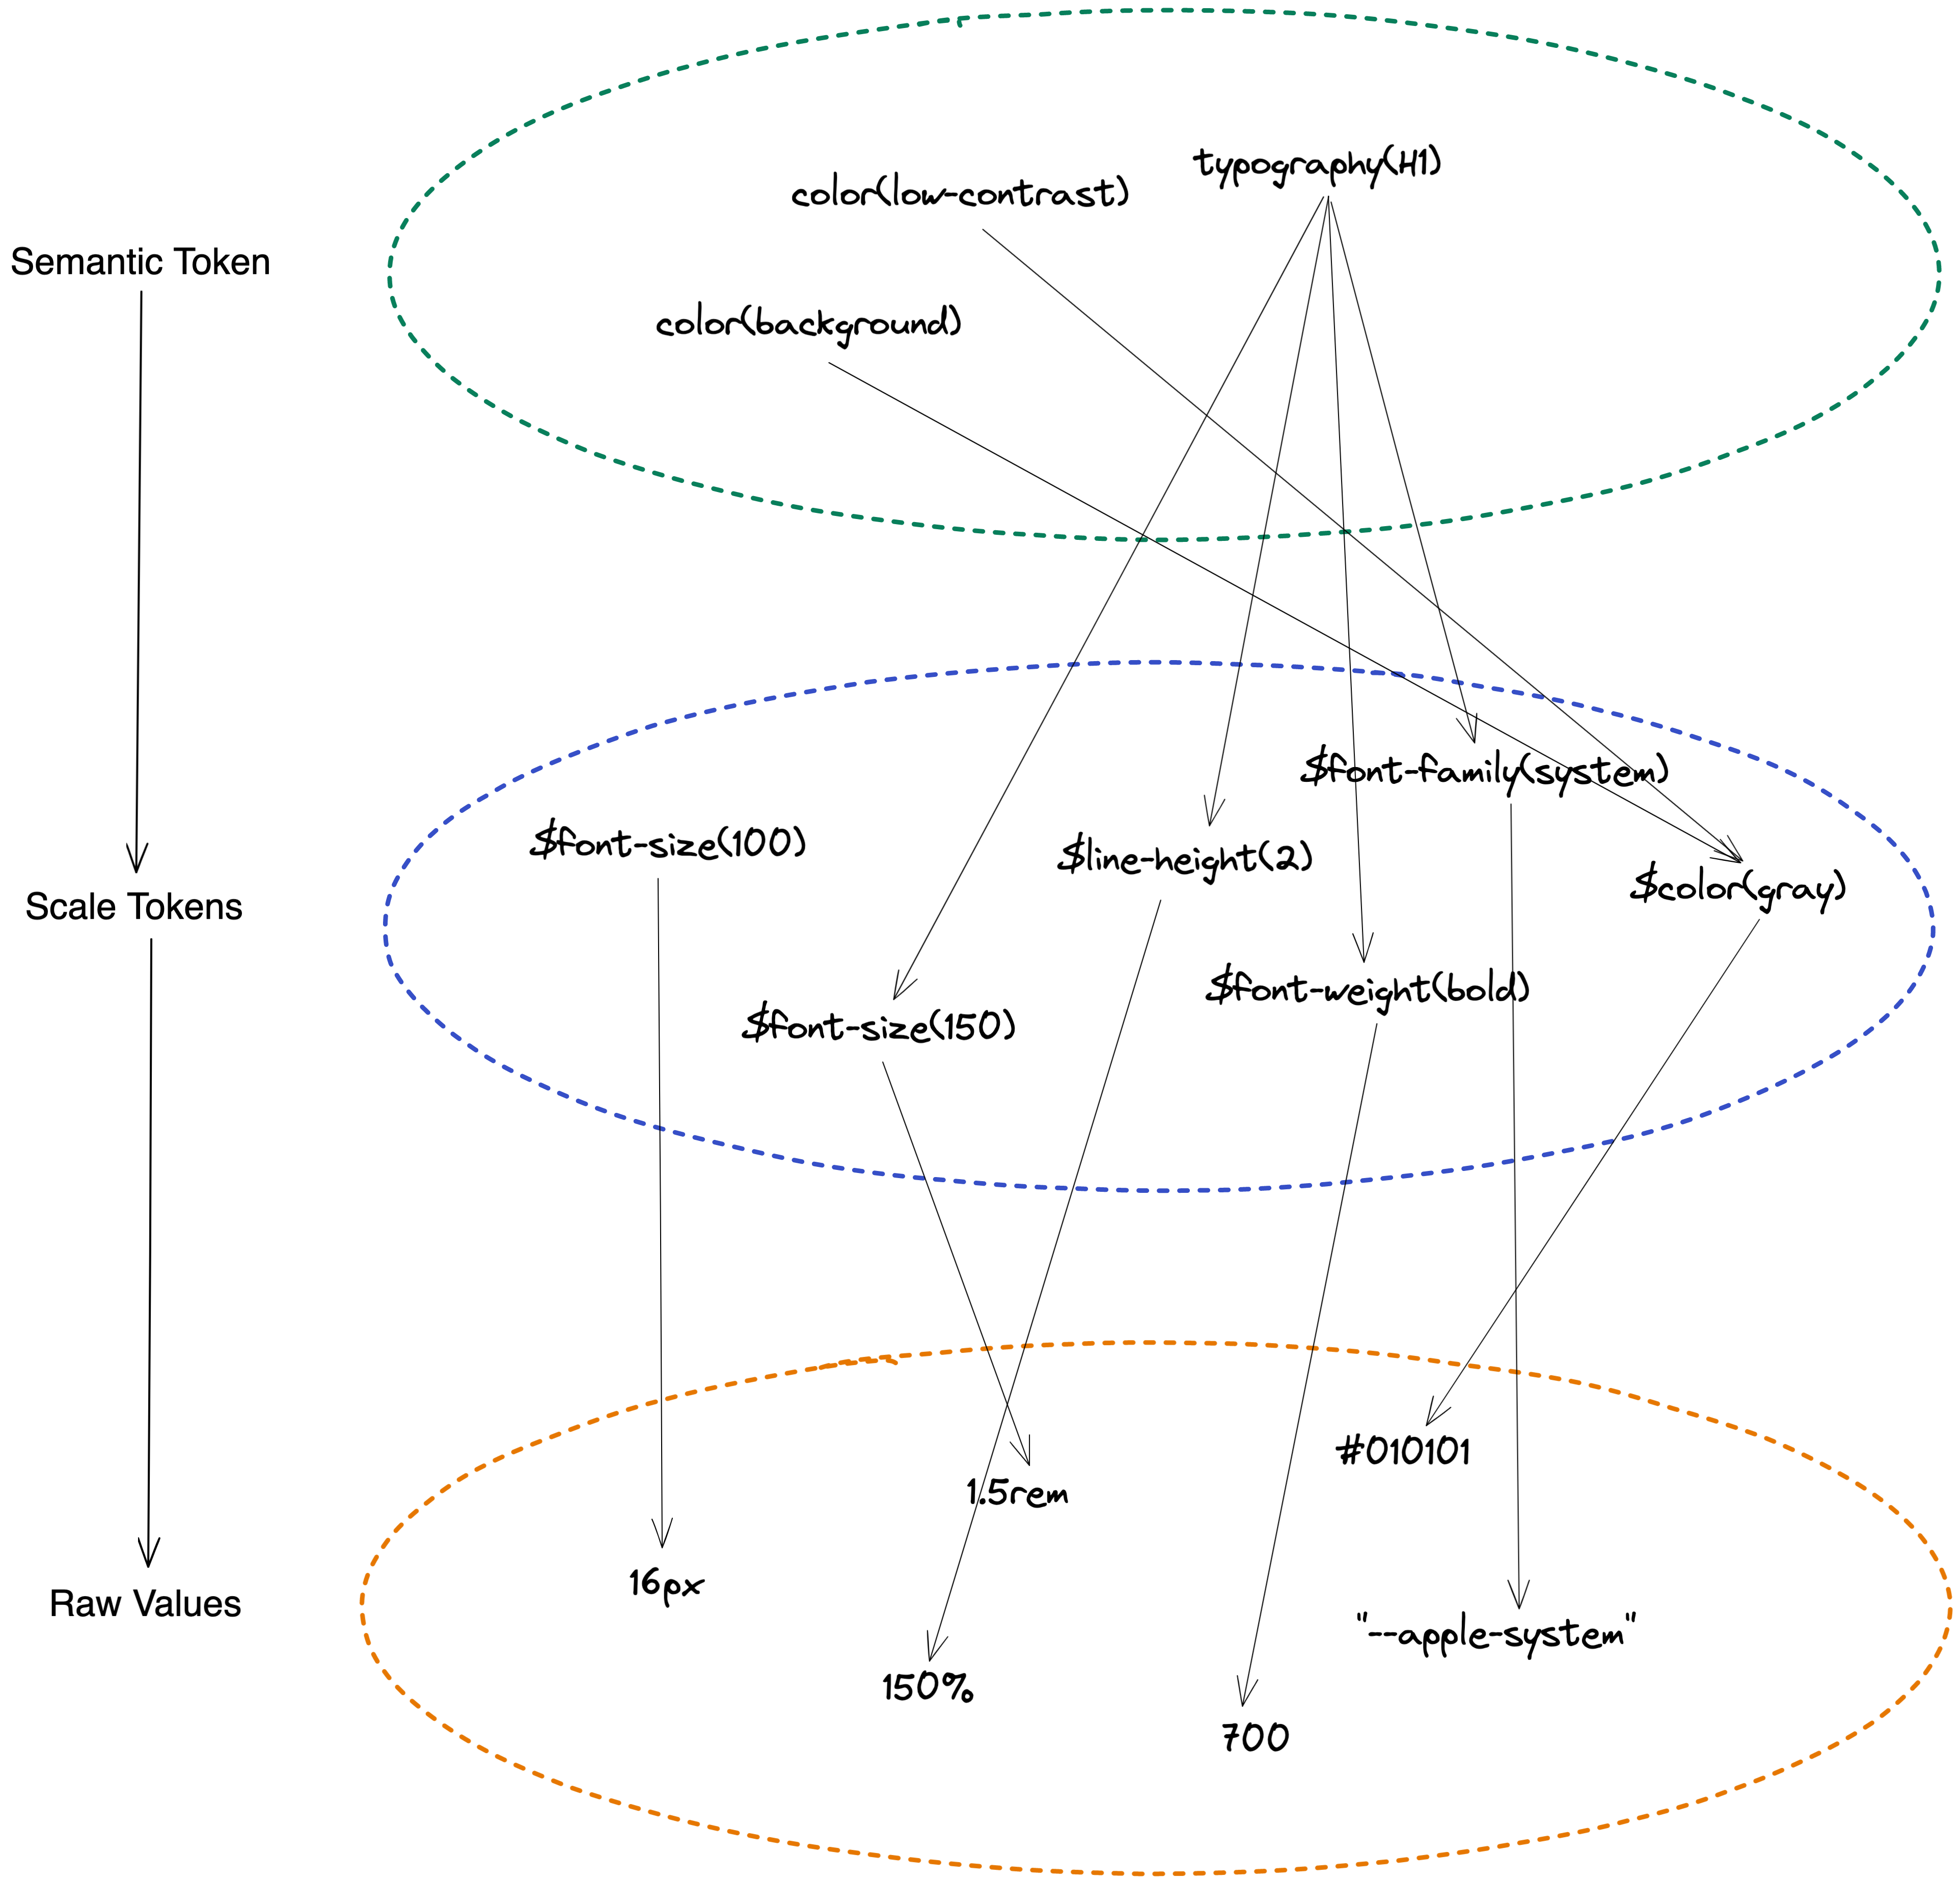 typography(H1)
color(low-contrast)
Semantic Token
color(background)
$font-family(system)
$font-size(100)
$line-height(2)
$color(gray)
Scale Tokens
$font-weight(bold)
$font-size(150)
#010101
1.5rem
16px
Raw Values
"--apple-system"
150%
700